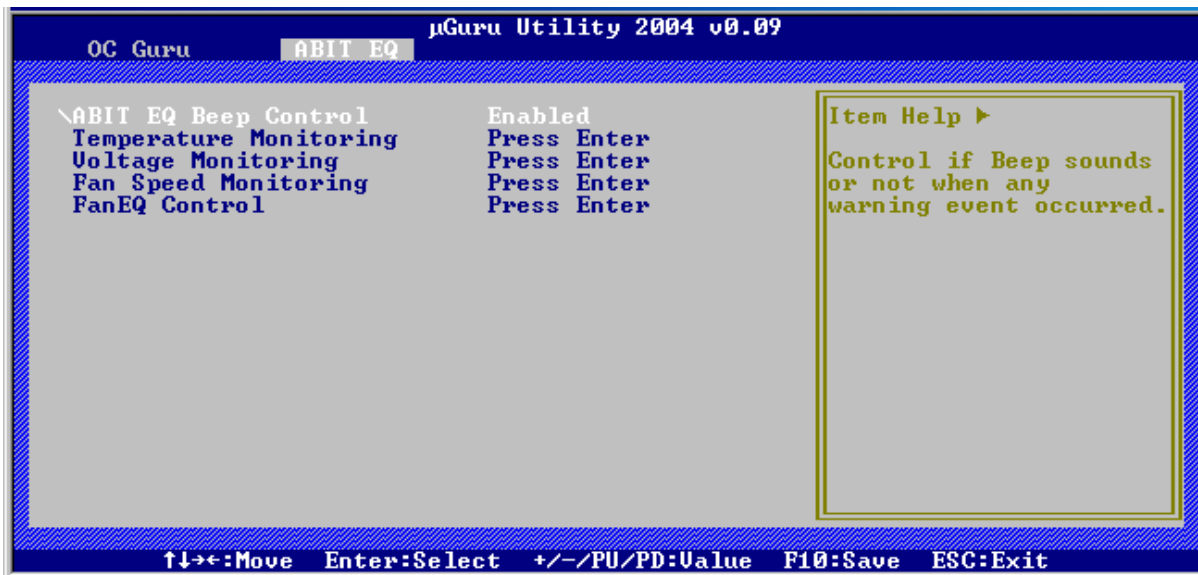 µGuru Utility 2004 v0.09
OC Guru ABIT EQ
\ABIT EQ Beep Control Enabled
Temperature Monitoring Press Enter
Voltage Monitoring Press Enter
Fan Speed Monitoring Press Enter
FanEQ Control Press Enter
Item Help ►
Control if Beep sounds
or not when any
warning event occurred.
↑↓→←:Move Enter:Select +/-/PU/PD:Value F10:Save ESC:Exit